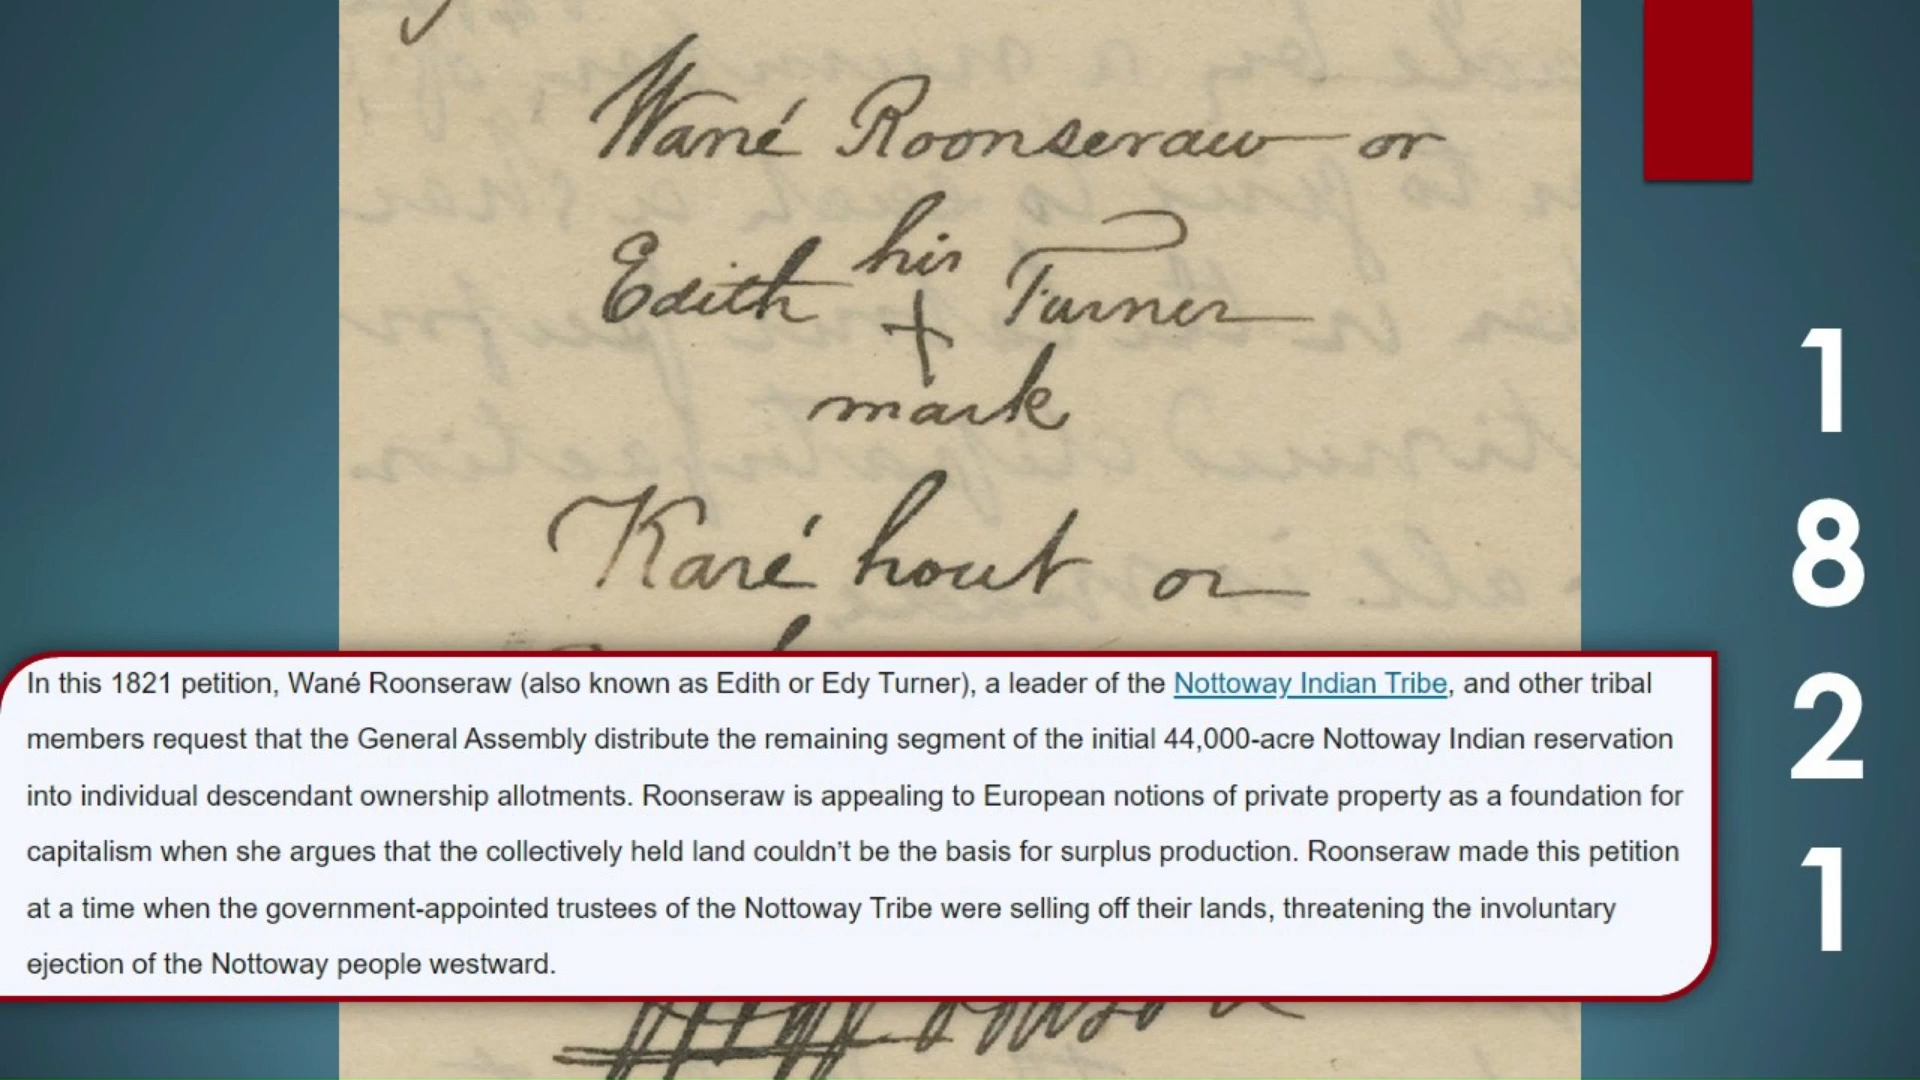 Wané Roonseraw or
his
Edith + Turner
mark
Karé hout or
In this 1821 petition, Wané Roonseraw (also known as Edith or Edy Turner), a leader of the Nottoway Indian Tribe, and other tribal
members request that the General Assembly distribute the remaining segment of the initial 44,000-acre Nottoway Indian reservation
into individual descendant ownership allotments. Roonseraw is appealing to European notions of private property as a foundation for
capitalism when she argues that the collectively held land couldn't be the basis for surplus production. Roonseraw made this petition
at a time when the government-appointed trustees of the Nottoway Tribe were selling off their lands, threatening the involuntary
ejection of the Nottoway people westward.
1
8
2
1